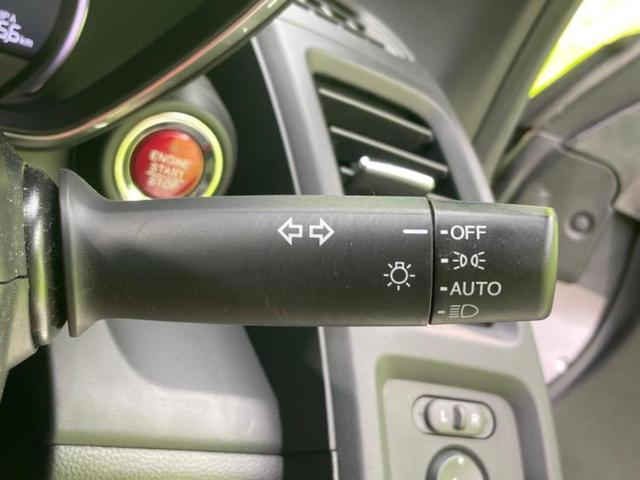 ENGINE
START
STOP
OFF
AUTO
L R